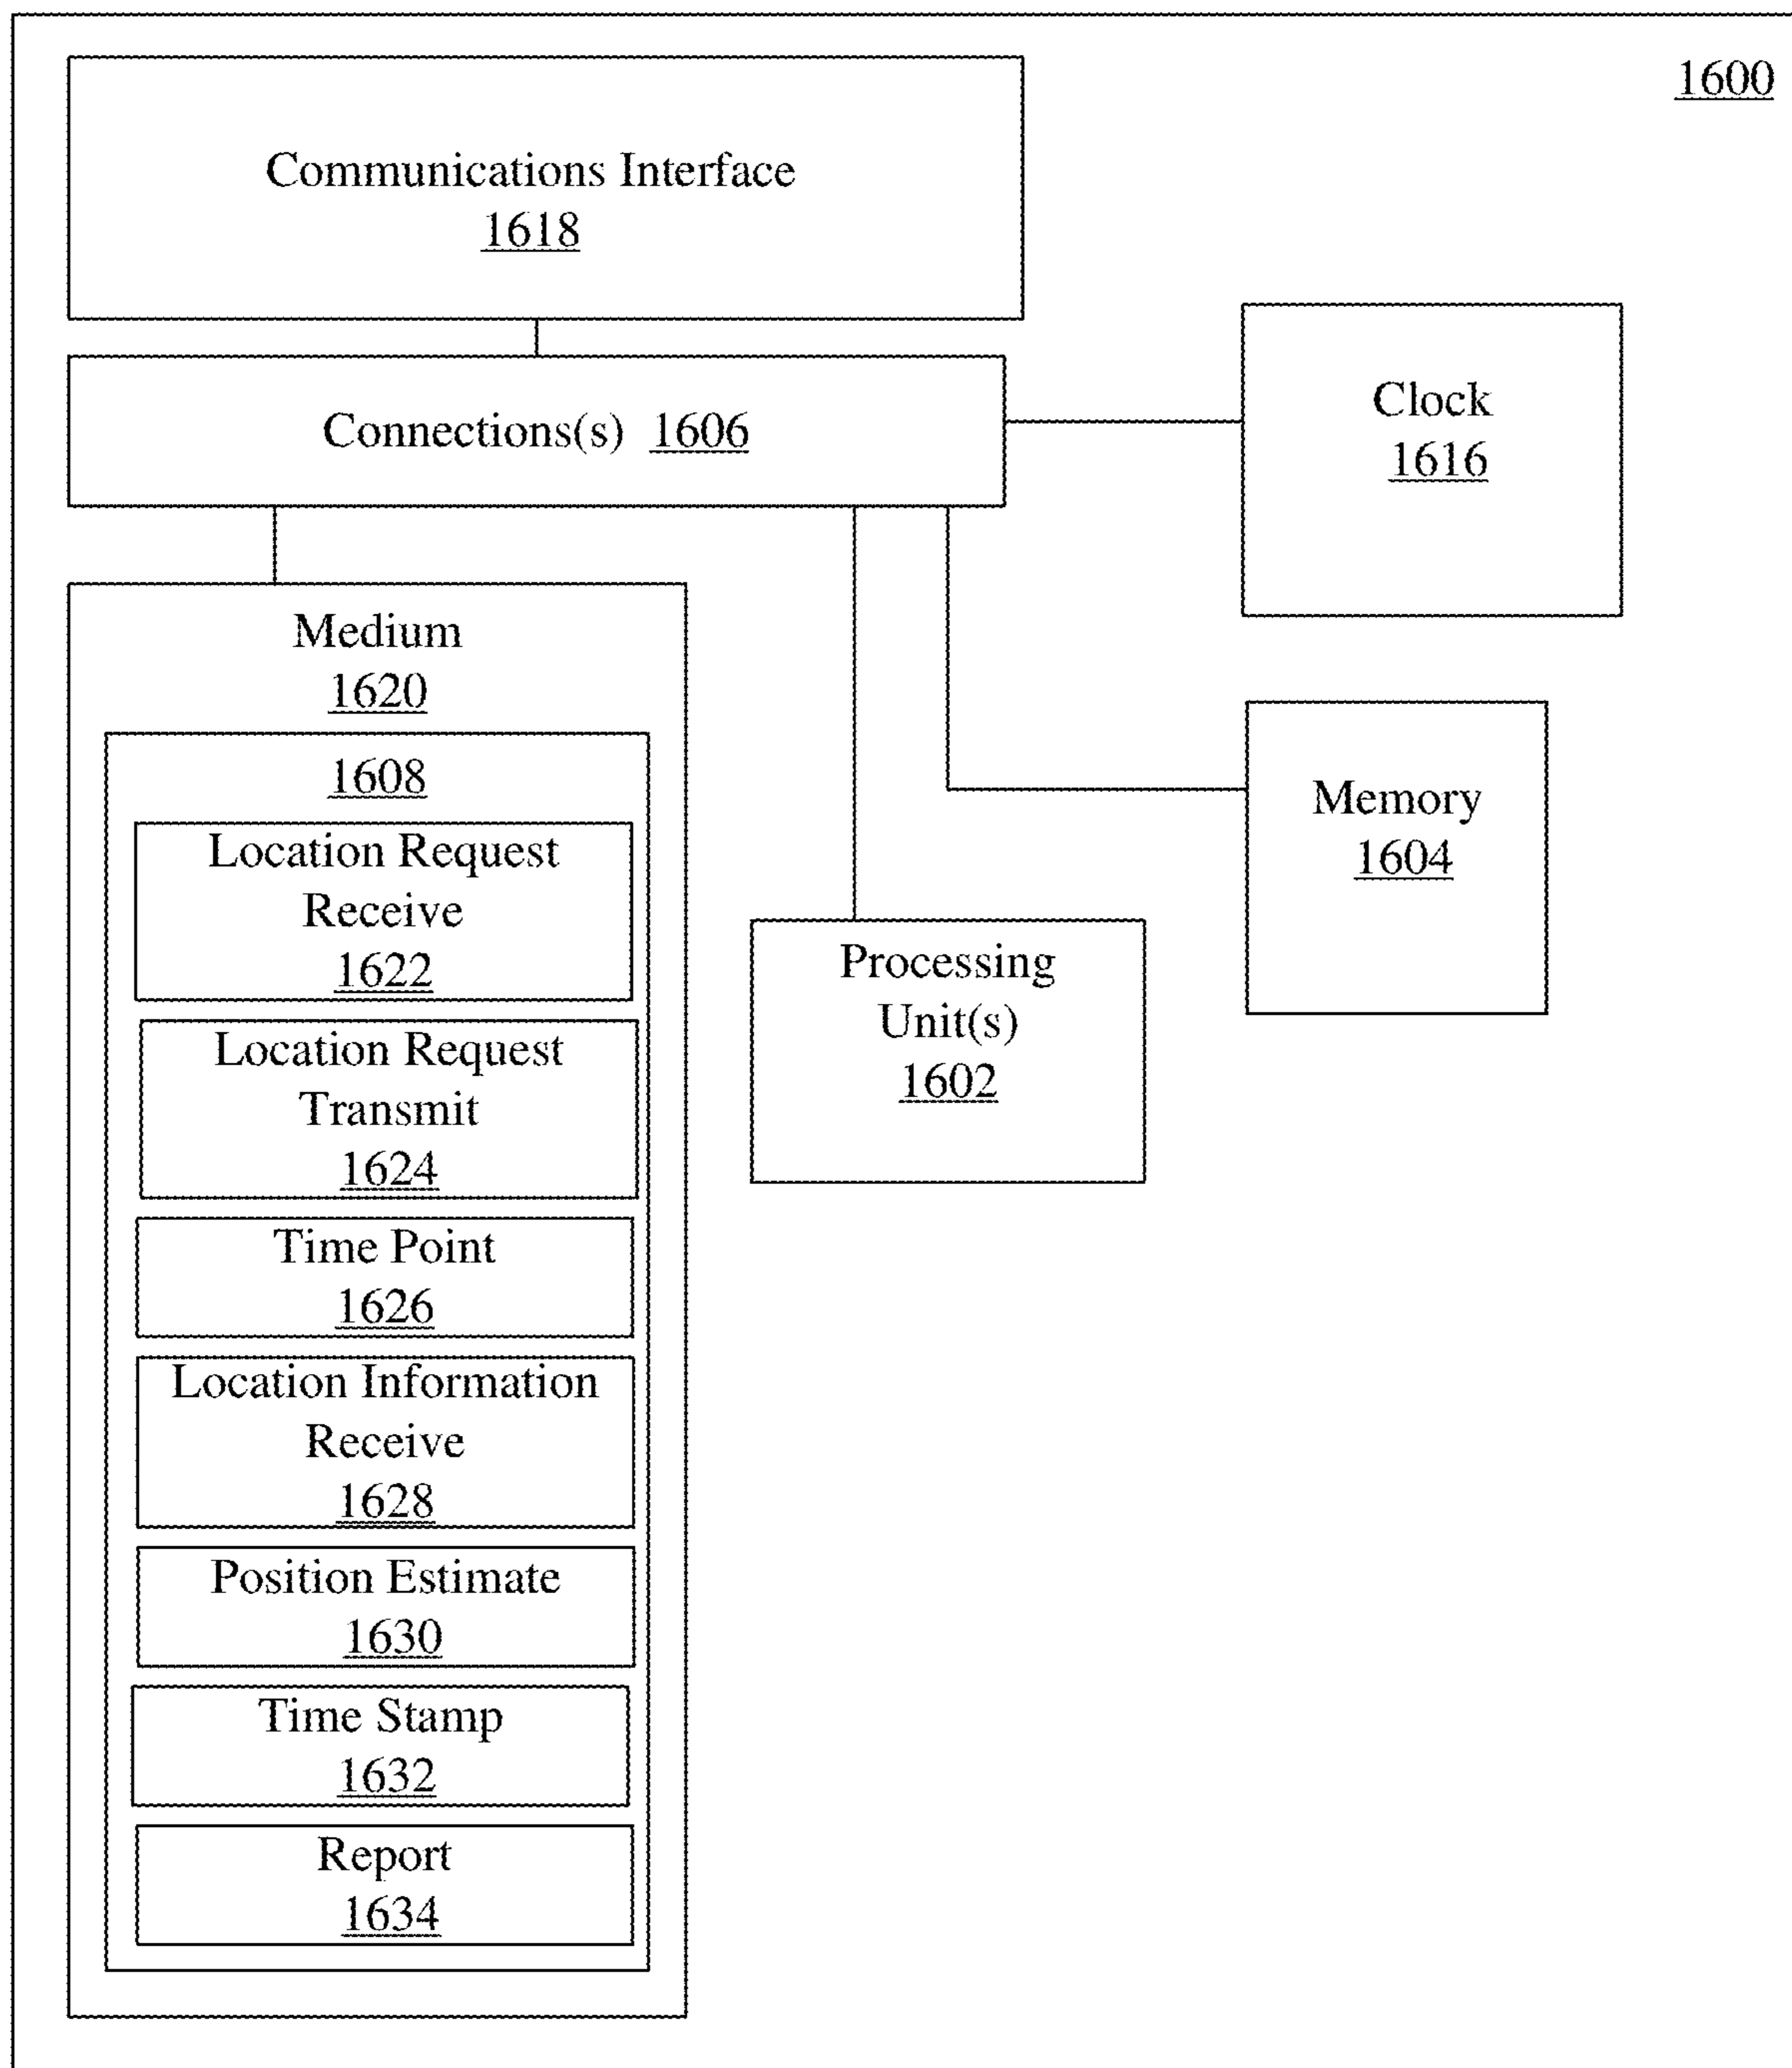 1600
Communications Interface
1618
Connections(s) 1606
Clock
1616
Medium
1620
1608
Location Request
Receive
1622
Location Request
Transmit
1624
Time Point
1626
Location Information
Receive
1628
Position Estimate
1630
Time Stamp
1632
Report
1634
Processing
Unit(s)
1602
Memory
1604